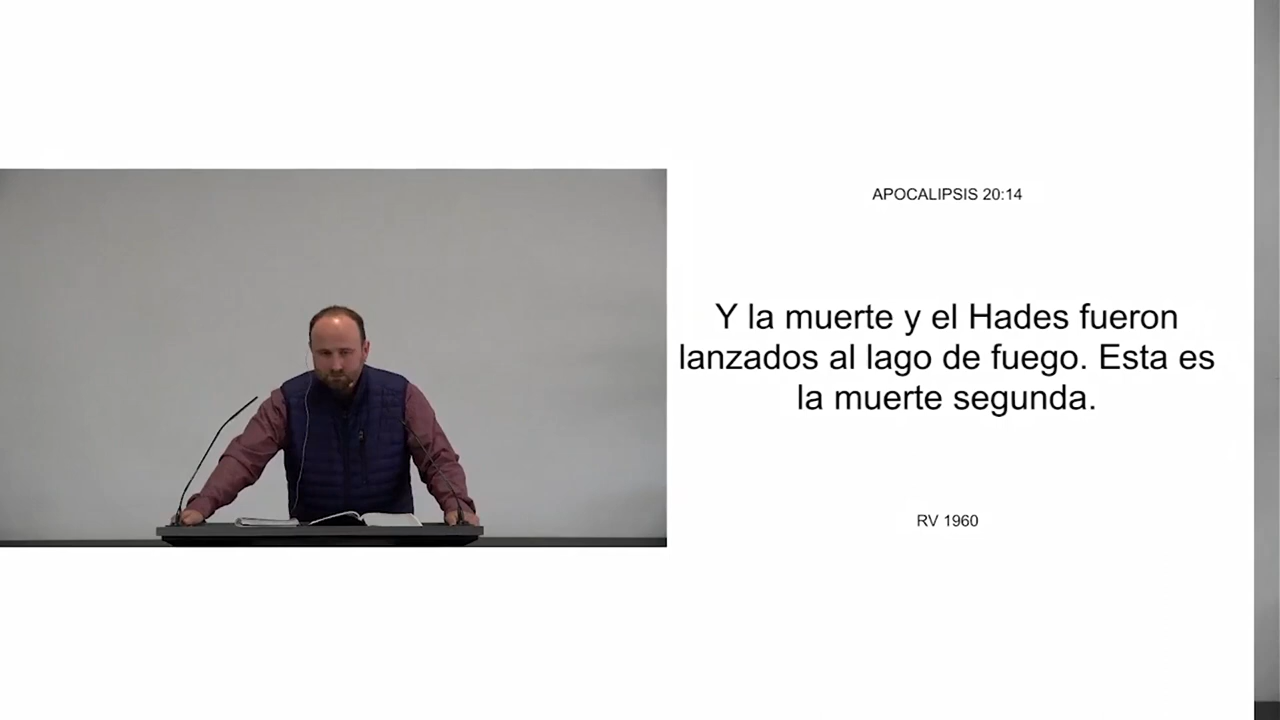 APOCALIPSIS 20:14
Y la muerte y el Hades fueron
lanzados al lago de fuego. Esta es
la muerte segunda.
RV 1960